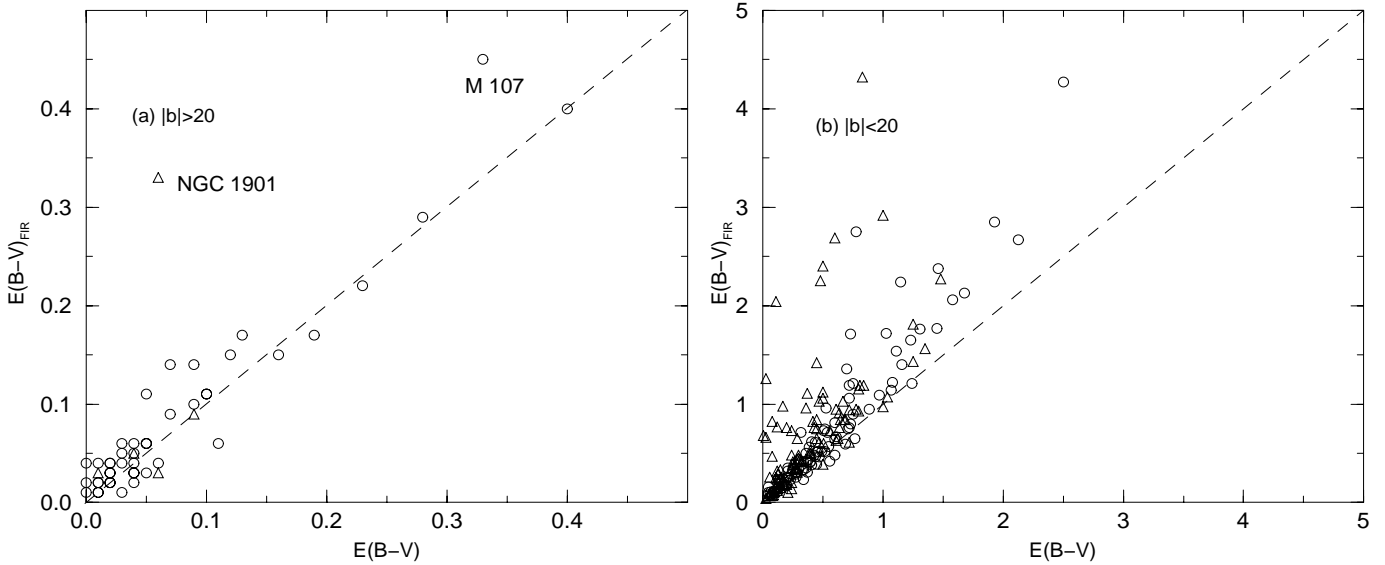 0.4
0.3
0.2
0.1
0.0
E(B−V)FIR
(a) |b|>20
M 107
NGC 1901
0.0 0.1 0.2 0.3 0.4
E(B−V)
5
4
3
2
1
0
E(B−V)FIR
(b) |b|<20
0 1 2 3 4 5
E(B−V)